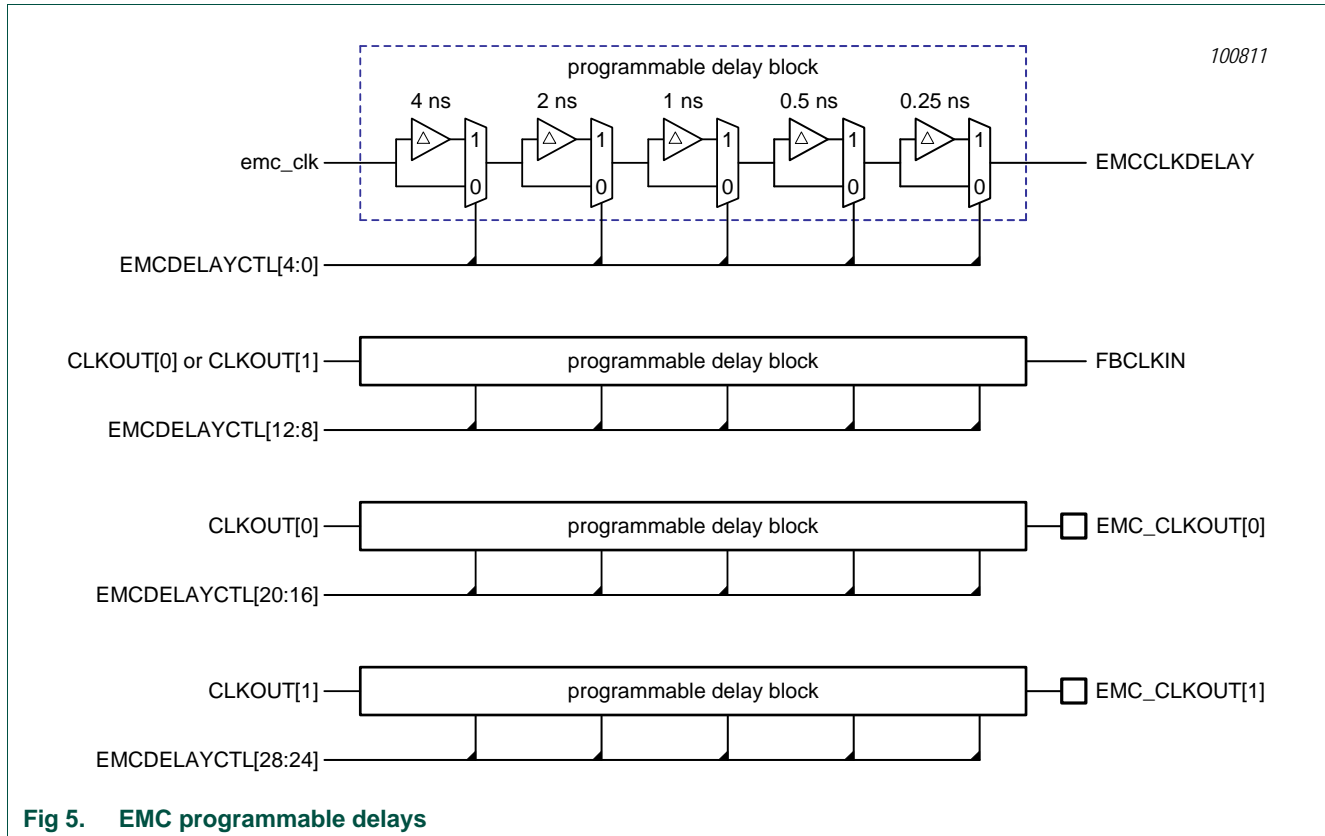 100811
programmable delay block
4 ns 2 ns 1 ns 0.5 ns 0.25 ns
1 1 1 1 1
emc_clk EMCCLKDELAY
0 0 0 0 0
EMCDELAYCTL[4:0]
CLKOUT[0] or CLKOUT[1] programmable delay block FBCLKIN
EMCDELAYCTL[12:8]
CLKOUT[0] programmable delay block EMC_CLKOUT[0]
EMCDELAYCTL[20:16]
CLKOUT[1] programmable delay block EMC_CLKOUT[1]
EMCDELAYCTL[28:24]
Fig 5. EMC programmable delays